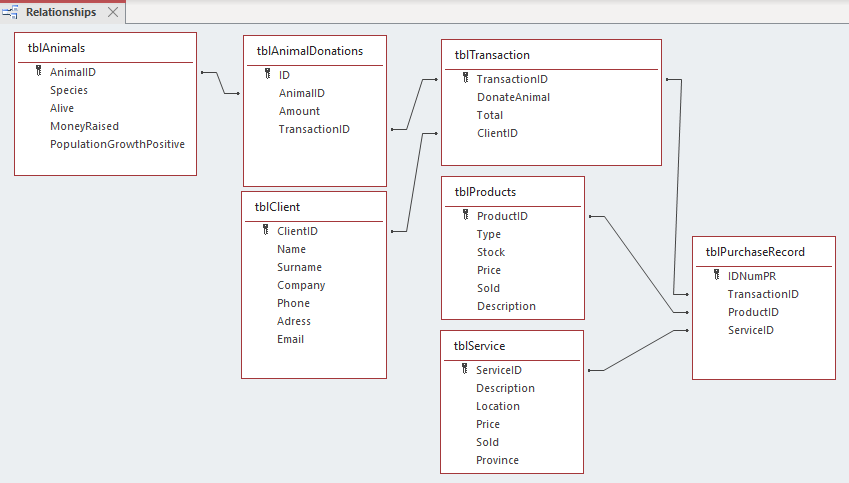 Relationships
tblAnimals
AnimalID
Species
Alive
MoneyRaised
PopulationGrowthPositive
tblAnimalDonations
ID
AnimalID
Amount
TransactionID
tblClient
ClientID
Name
Surname
Company
Phone
Adress
Email
tblTransaction
TransactionID
DonateAnimal
Total
ClientID
tblProducts
ProductID
Type
Stock
Price
Sold
Description
tblService
ServiceID
Description
Location
Price
Sold
Province
tblPurchaseRecord
IDNumPR
TransactionID
ProductID
ServiceID